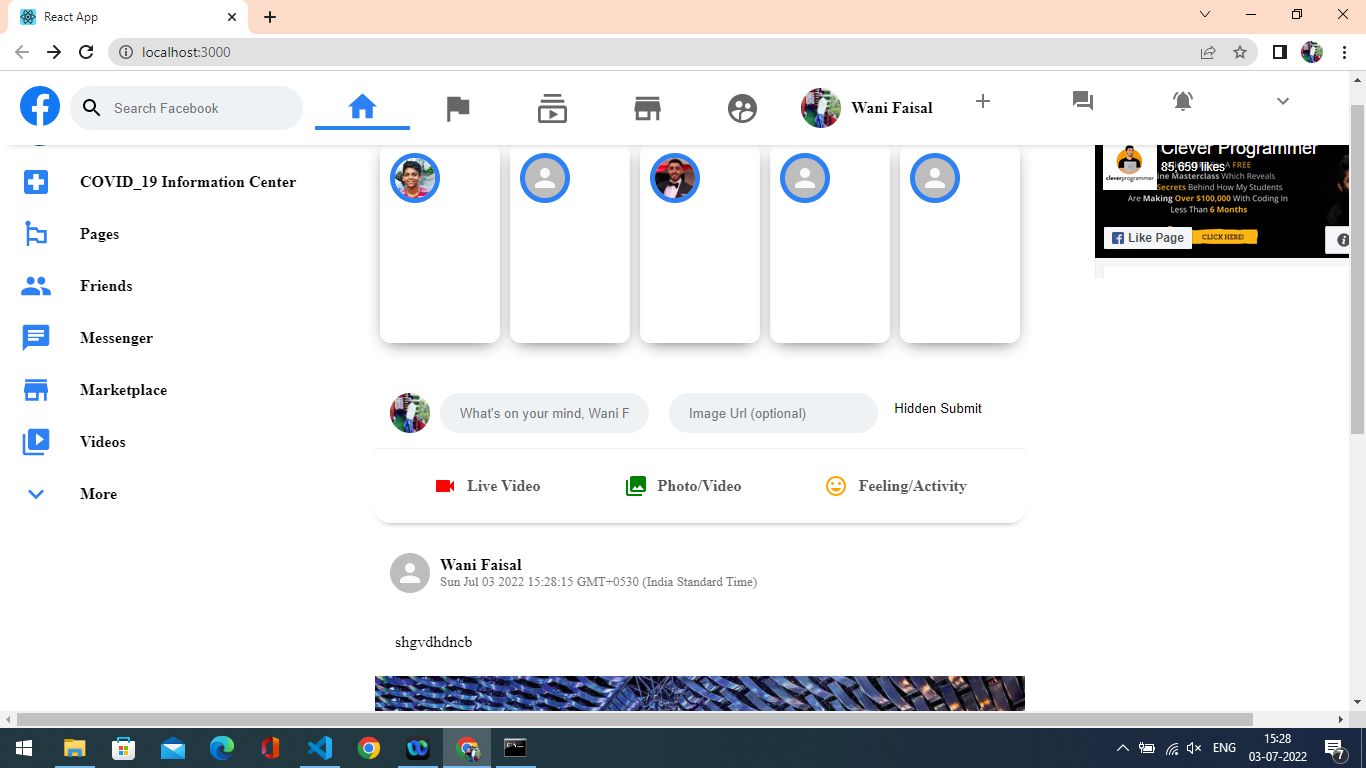 React App
localhost:3000
Search Facebook
Wani Faisal
COVID_19 Information Center
Pages
Friends
Messenger
Marketplace
Videos
More
Clever Programmer
85,659 likes
A FREE
ine Masterclass Which Reveals
Secrets Behind How My Students
Are Making Over $100,000 With Coding In
Less Than 6 Months
cleverprogrammer
Like Page
CLICK HERE!
What's on your mind, Wani F
Image Url (optional)
Hidden Submit
Live Video
Photo/Video
Feeling/Activity
Wani Faisal
Sun Jul 03 2022 15:28:15 GMT+0530 (India Standard Time)
shgvdhdncb
ENG
15:28
03-07-2022
7